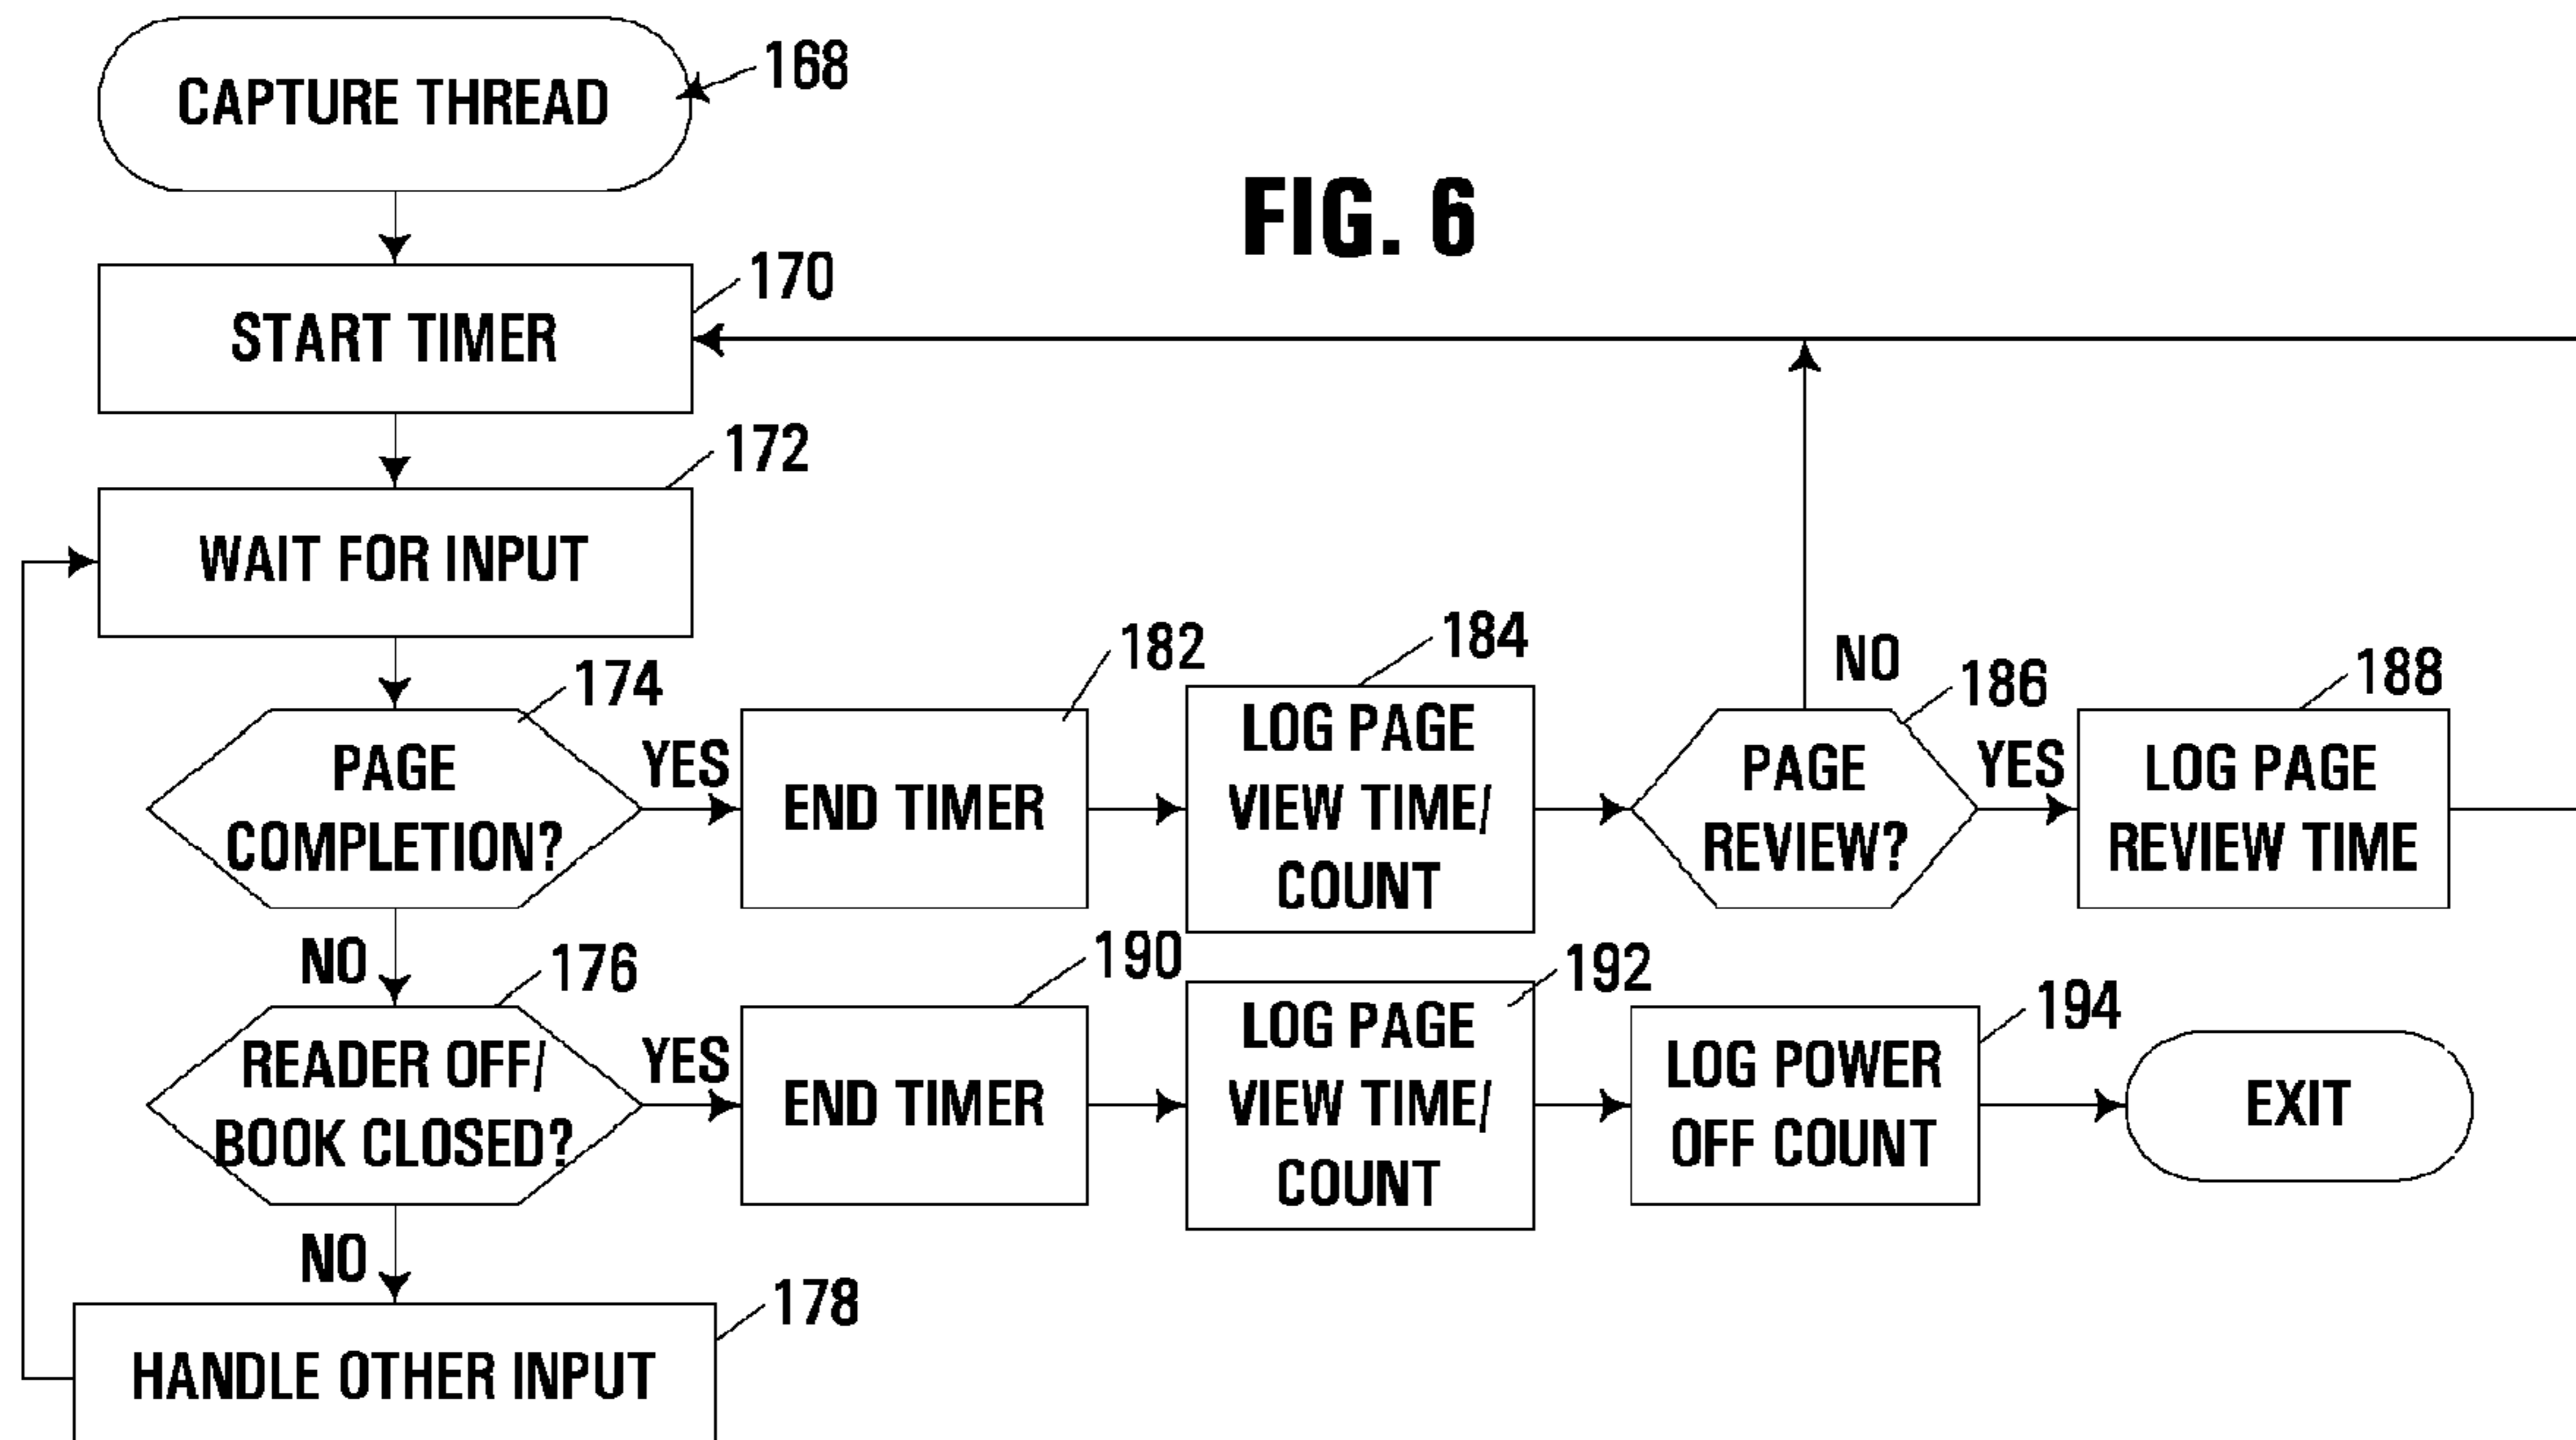 CAPTURE THREAD
168
FIG. 6
170
START TIMER
172
WAIT FOR INPUT
174
PAGE
COMPLETION?
YES
182
END TIMER
184
LOG PAGE
VIEW TIME/
COUNT
NO
186
PAGE
REVIEW?
YES
188
LOG PAGE
REVIEW TIME
NO
176
READER OFF/
BOOK CLOSED?
YES
190
END TIMER
192
LOG PAGE
VIEW TIME/
COUNT
194
LOG POWER
OFF COUNT
EXIT
NO
178
HANDLE OTHER INPUT